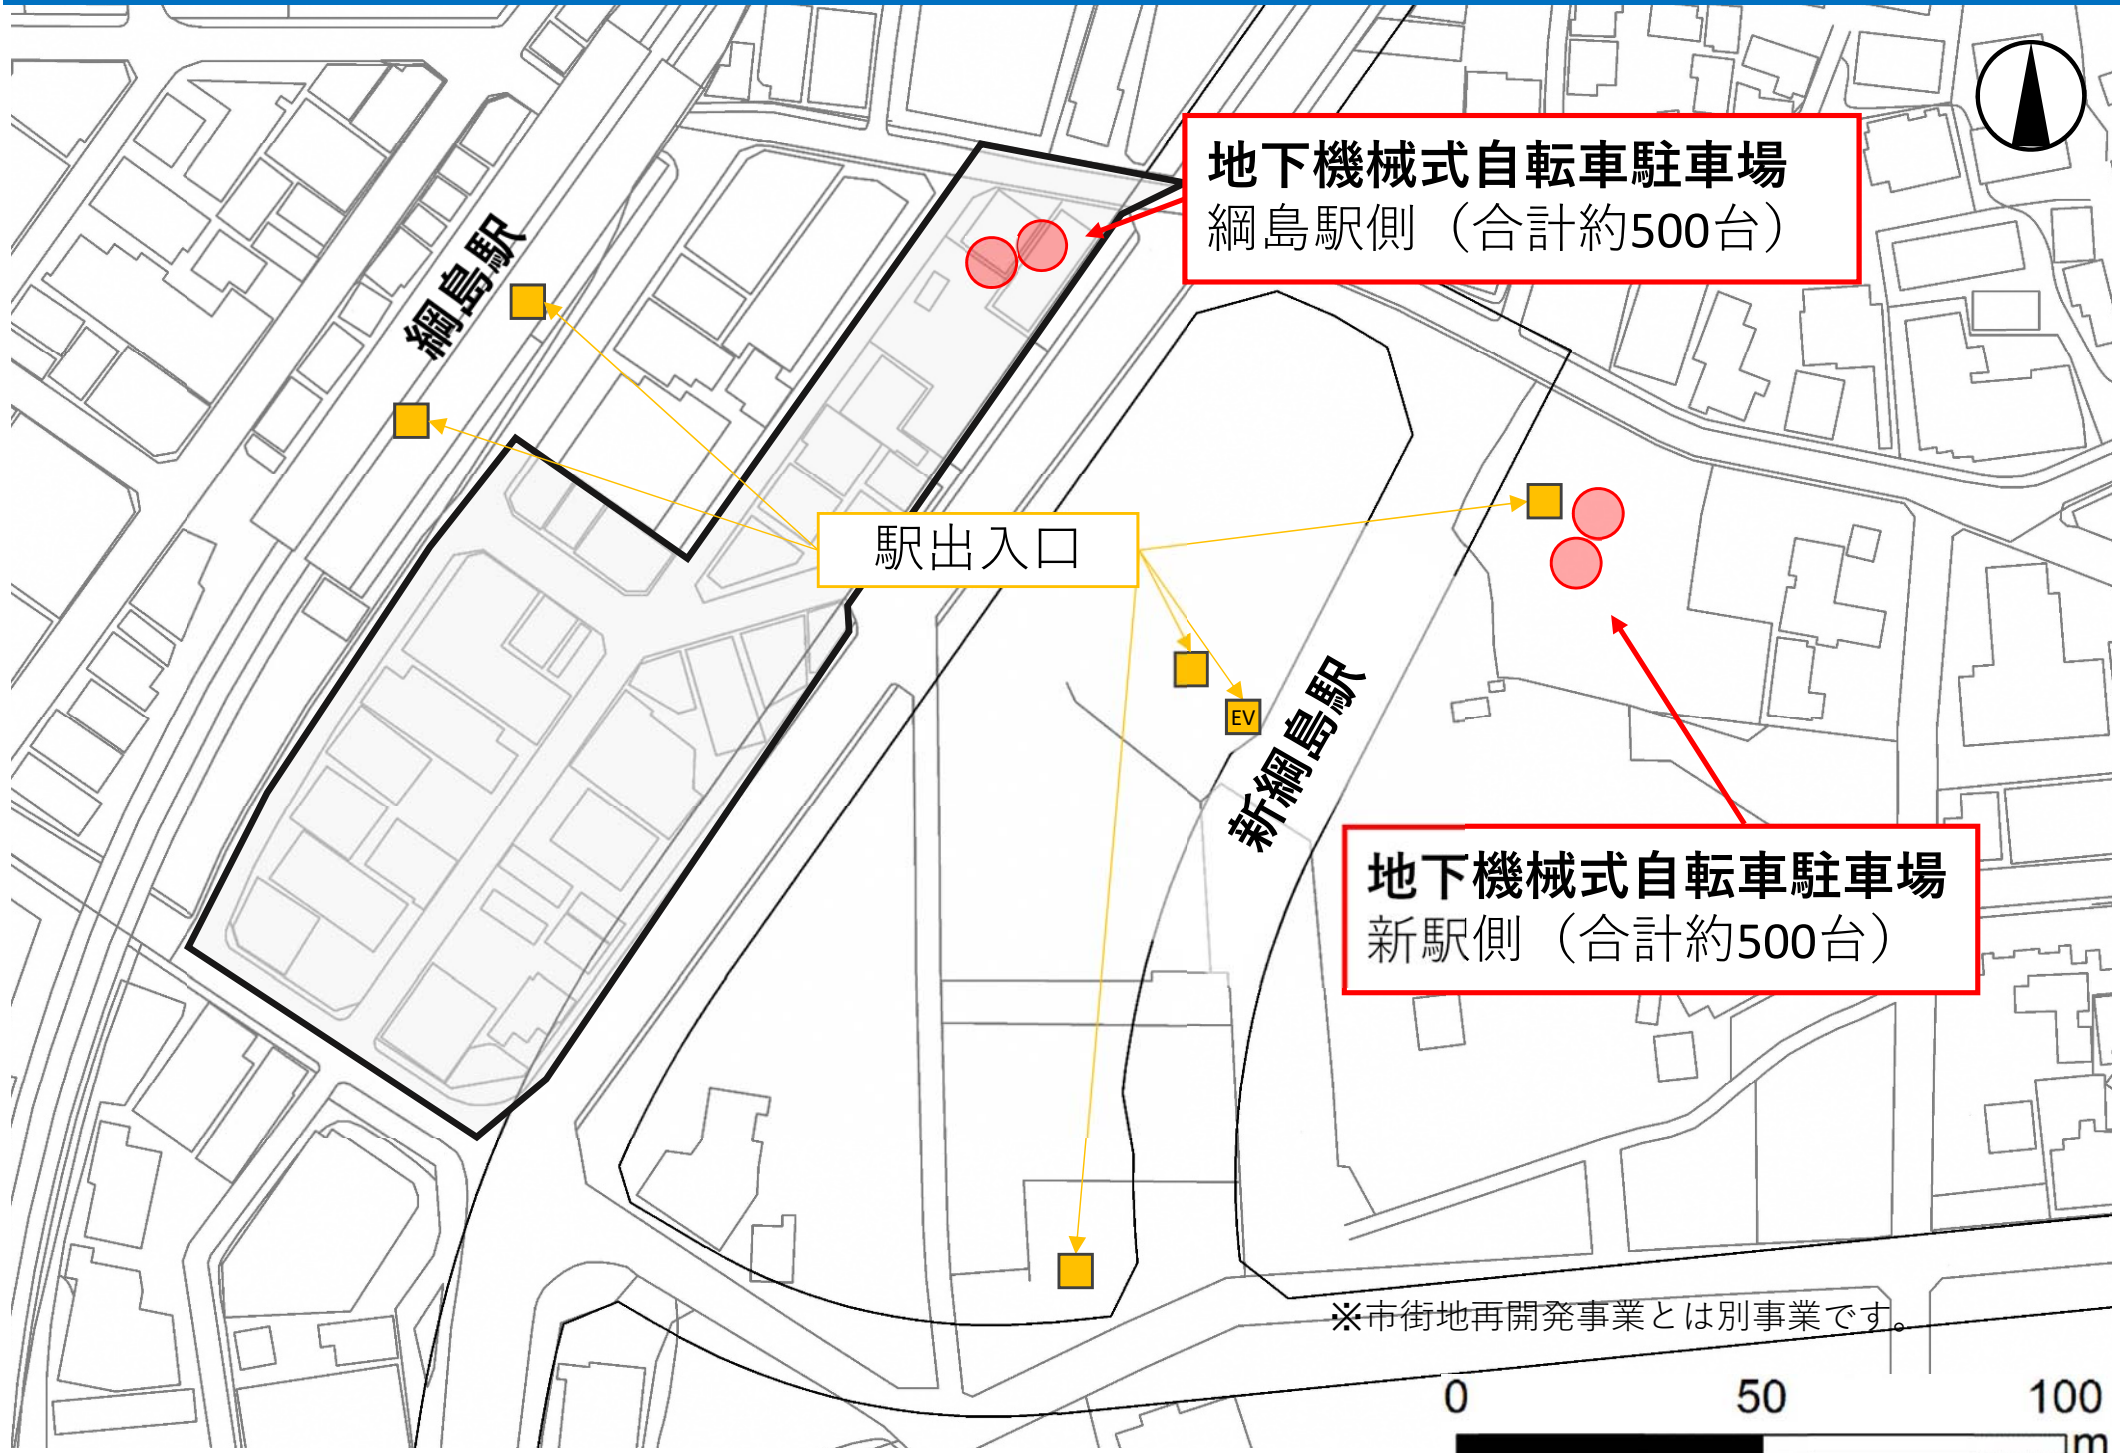 地下機械式自転車駐車場
綱島駅側（合計約500台）
綱島駅
駅出入口
EV
新綱島駅
地下機械式自転車駐車場
新駅側（合計約500台）
※市街地再開発事業とは別事業です。
0 50 100
m